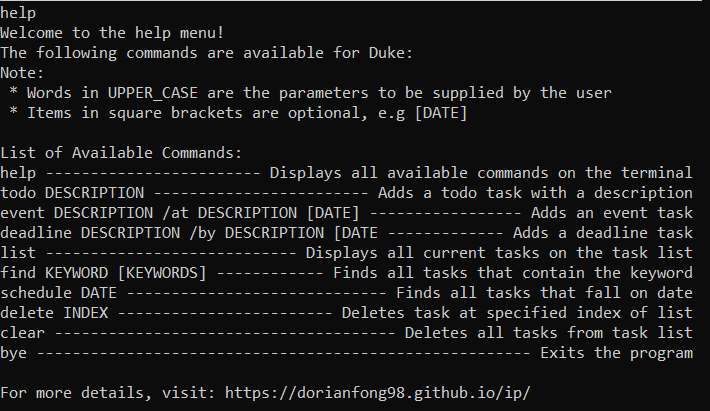 help
Welcome to the help menu!
The following commands are available for Duke:
Note:
 * Words in UPPER_CASE are the parameters to be supplied by the user
 * Items in square brackets are optional, e.g [DATE]

List of Available Commands:
help ------------------------ Displays all available commands on the terminal
todo DESCRIPTION ------------------------ Adds a todo task with a description
event DESCRIPTION /at DESCRIPTION [DATE] ----------------- Adds an event task
deadline DESCRIPTION /by DESCRIPTION [DATE ------------- Adds a deadline task
list ---------------------------- Displays all current tasks on the task list
find KEYWORD [KEYWORDS] ------------ Finds all tasks that contain the keyword
schedule DATE ----------------------------- Finds all tasks that fall on date
delete INDEX ------------------------ Deletes task at specified index of list
clear -------------------------------------- Deletes all tasks from task list
bye ------------------------------------------------------- Exits the program

For more details, visit: https://dorianfong98.github.io/ip/